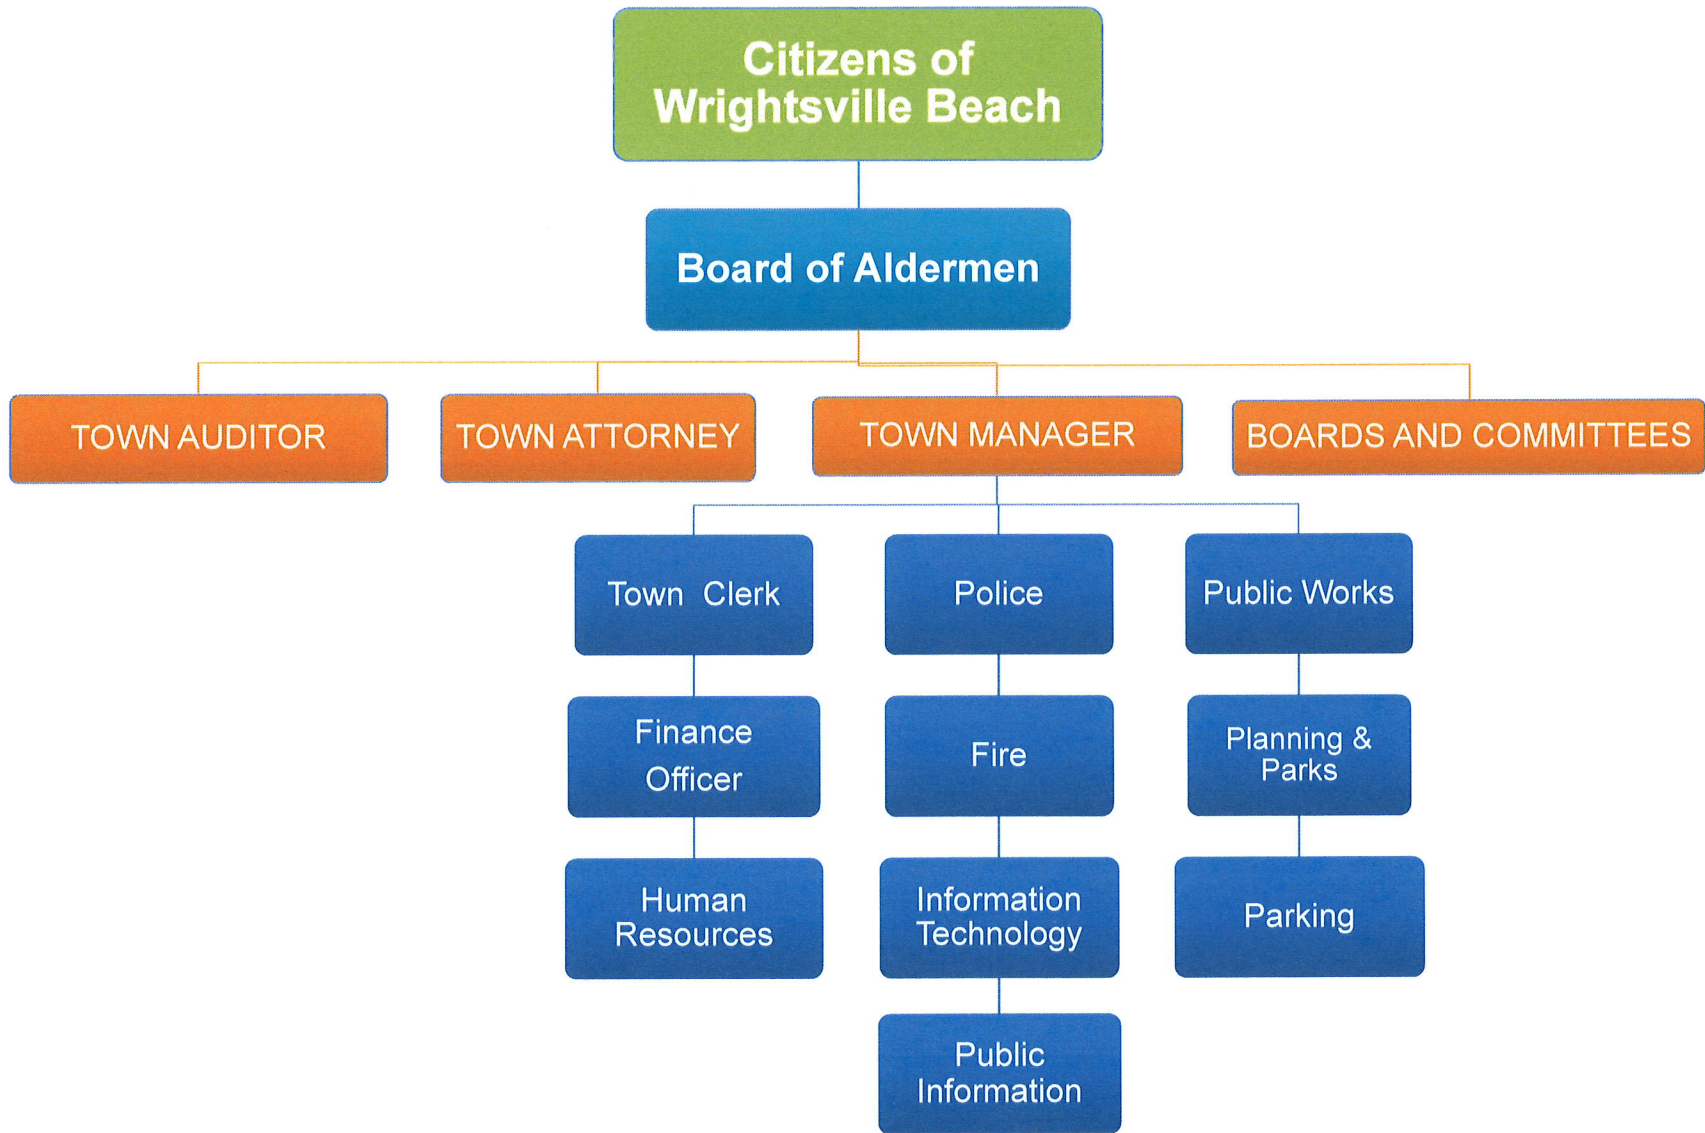 Citizens of
Wrightsville Beach
Board of Aldermen
TOWN AUDITOR
TOWN ATTORNEY
TOWN MANAGER
BOARDS AND COMMITTEES
Town Clerk
Police
Public Works
Finance
Officer
Fire
Planning &
Parks
Human
Resources
Information
Technology
Parking
Public
Information